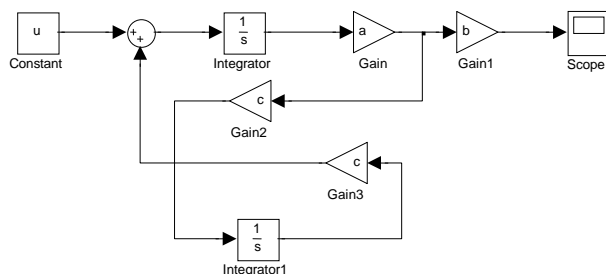 u
Constant
+
+
1
s
Integrator
a
Gain
b
Gain1
Scope
c
Gain2
c
Gain3
1
s
Integrator1